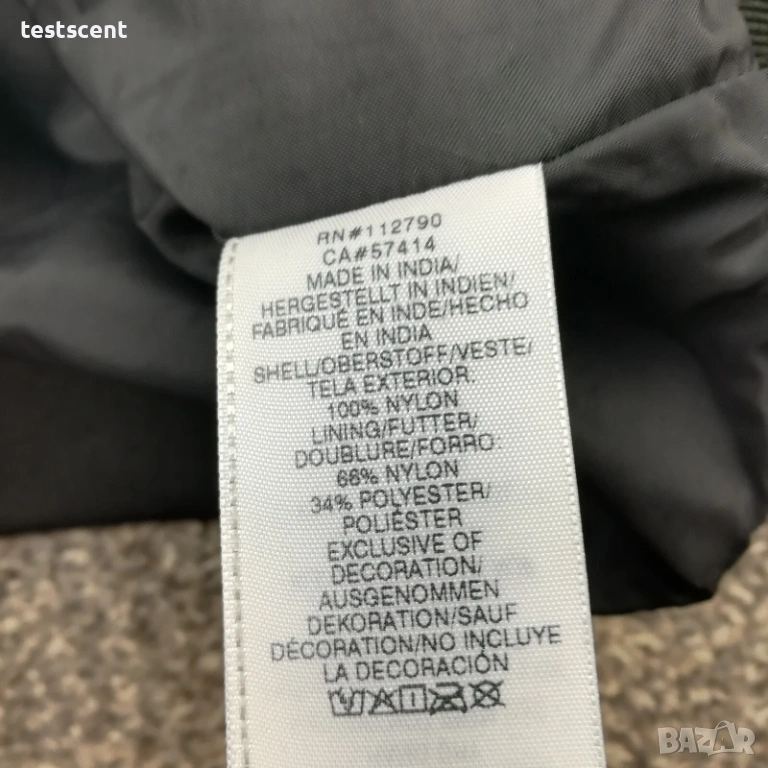 testscent
RN#112790
CA#57414
MADE IN INDIA/
HERGESTELLT IN INDIEN/
FABRIQUÉ EN INDE/HECHO
EN INDIA
SHELL/OBERSTOFF/VESTE/
TELA EXTERIOR:
100% NYLON
LINING/FUTTER/
DOUBLURE/FORRO:
66% NYLON
34% POLYESTER/
POLIÉSTER
EXCLUSIVE OF
DECORATION/
AUSGENOMMEN
DEKORATION/SAUF
DÉCORATION/NO INCLUYE
LA DECORACIÓN
BAZAR